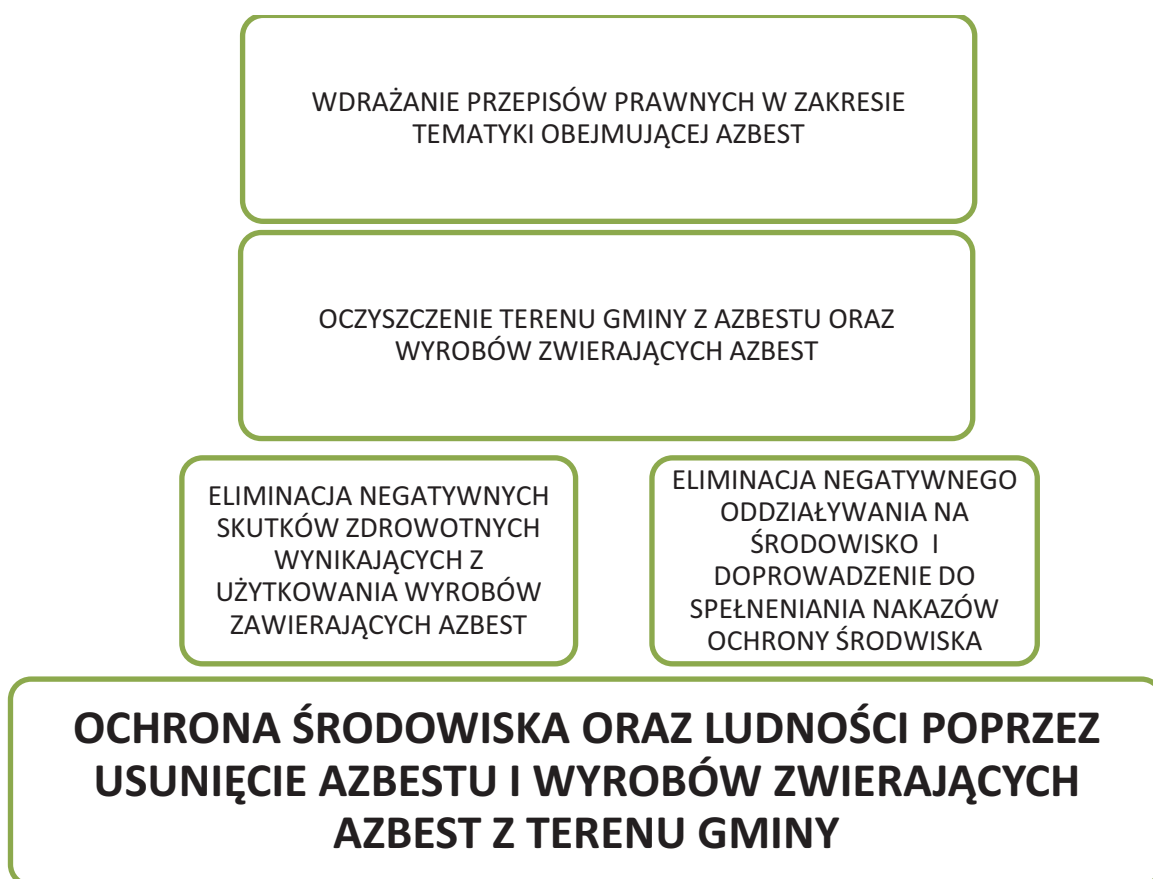 WDRAŻANIE PRZEPISÓW PRAWNYCH W ZAKRESIE
TEMATYKI OBEJMUJĄCEJ AZBEST
OCZYSZCZENIE TERENU GMINY Z AZBESTU ORAZ
WYROBÓW ZWIERAJĄCYCH AZBEST
ELIMINACJA NEGATYWNYCH
SKUTKÓW ZDROWOTNYCH
WYNIKAJĄCYCH Z
UŻYTKOWANIA WYROBÓW
ZAWIERAJĄCYCH AZBEST
ELIMINACJA NEGATYWNEGO
ODDZIAŁYWANIA NA
ŚRODOWISKO I
DOPROWADZENIE DO
SPEŁNENIANIA NAKAZÓW
OCHRONY ŚRODWISKA
OCHRONA ŚRODOWISKA ORAZ LUDNOŚCI POPRZEZ
USUNIĘCIE AZBESTU I WYROBÓW ZWIERAJĄCYCH
AZBEST Z TERENU GMINY